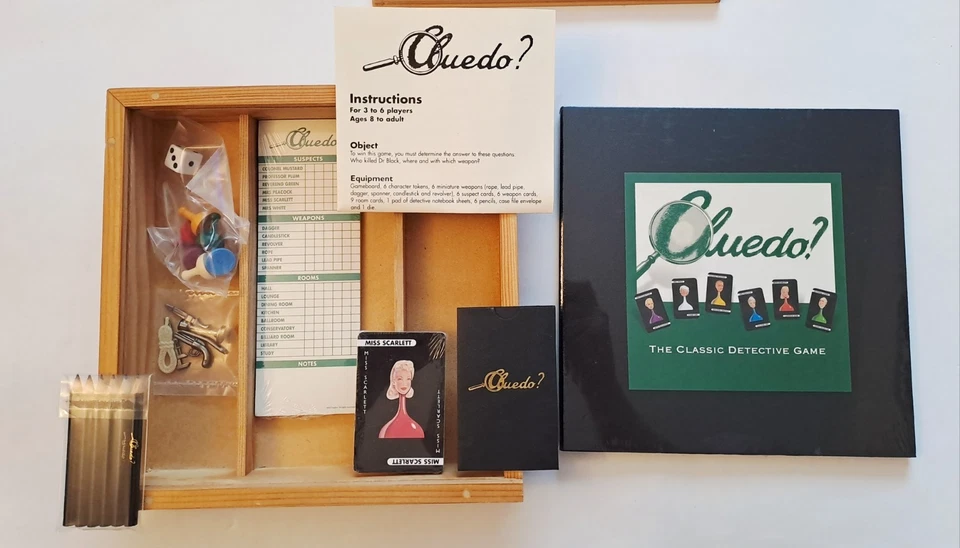 Cluedo?
Instructions
For 3 to 6 players
Ages 8 to adult
Object
To win this game, you must determine the answer to these questions
Who killed Dr Black, where and with which weapon?
Equipment
Gameboard, 6 character tokens, 6 miniature weapons (rope, lead pipe,
dagger, spanner, candlestick and revolver), 6 suspect cards, 6 weapon cards,
9 room cards, 1 pad of detective notebook sheets, 6 pencils, case file envelope
and 1 die.
Cluedo
SUSPECTS
COLONEL MUSTARD
PROFESSOR PLUM
REVEREND GREEN
MRS PEACOCK
MISS SCARLETT
MRS WHITE
WEAPONS
DAGGER
CANDLESTICK
REVOLVER
ROPE
LEAD PIPE
SPANNER
ROOMS
HALL
LOUNGE
DINING ROOM
KITCHEN
BALLROOM
CONSERVATORY
BILLIARD ROOM
LIBRARY
STUDY
NOTES
MISS SCARLETT
MISS SCARLETT
MISS SCARLETT
MISS SCARLETT
Cluedo?
Cluedo?
Cluedo?
THE CLASSIC DETECTIVE GAME